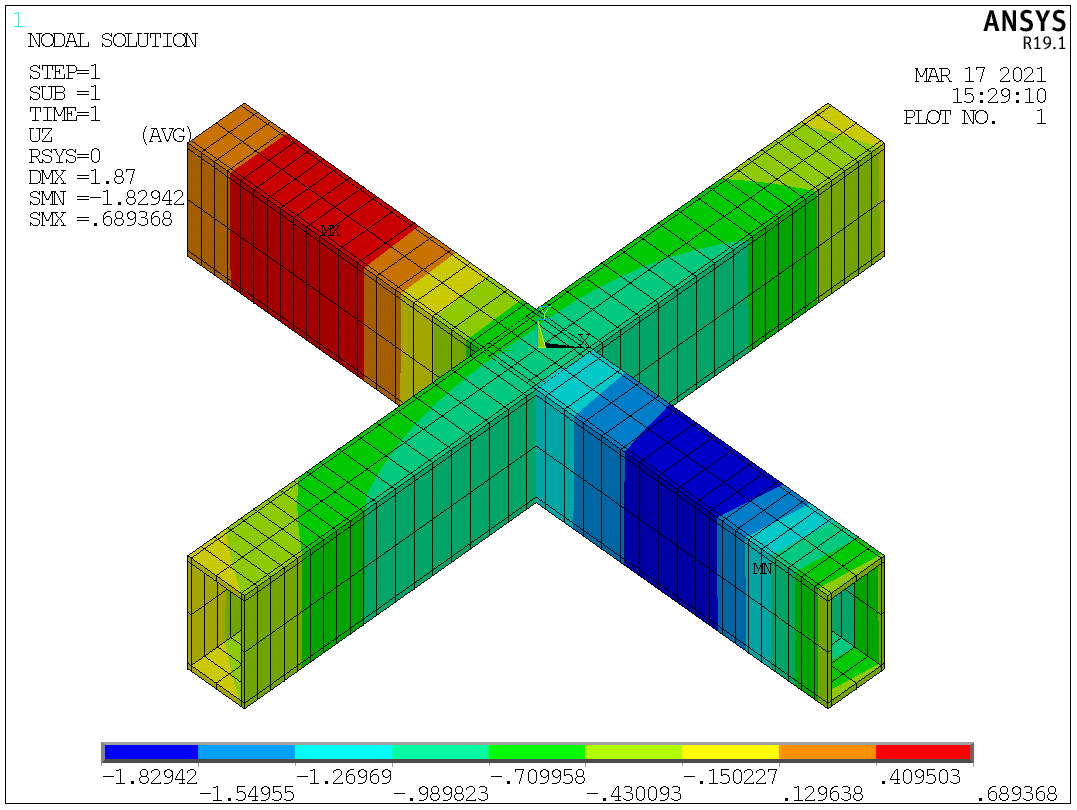 1
ANSYS
R19.1
NODAL SOLUTION
STEP=1
SUB =1
TIME=1
UZ (AVG)
RSYS=0
DMX =1.87
SMN =-1.82942
SMX =.689368
MAR 17 2021
15:29:10
PLOT NO. 1
MX
Y
X
MN
-1.82942
-1.54955
-1.26969
-.989823
-.709958
-.430093
-.150227
.129638
.409503
.689368